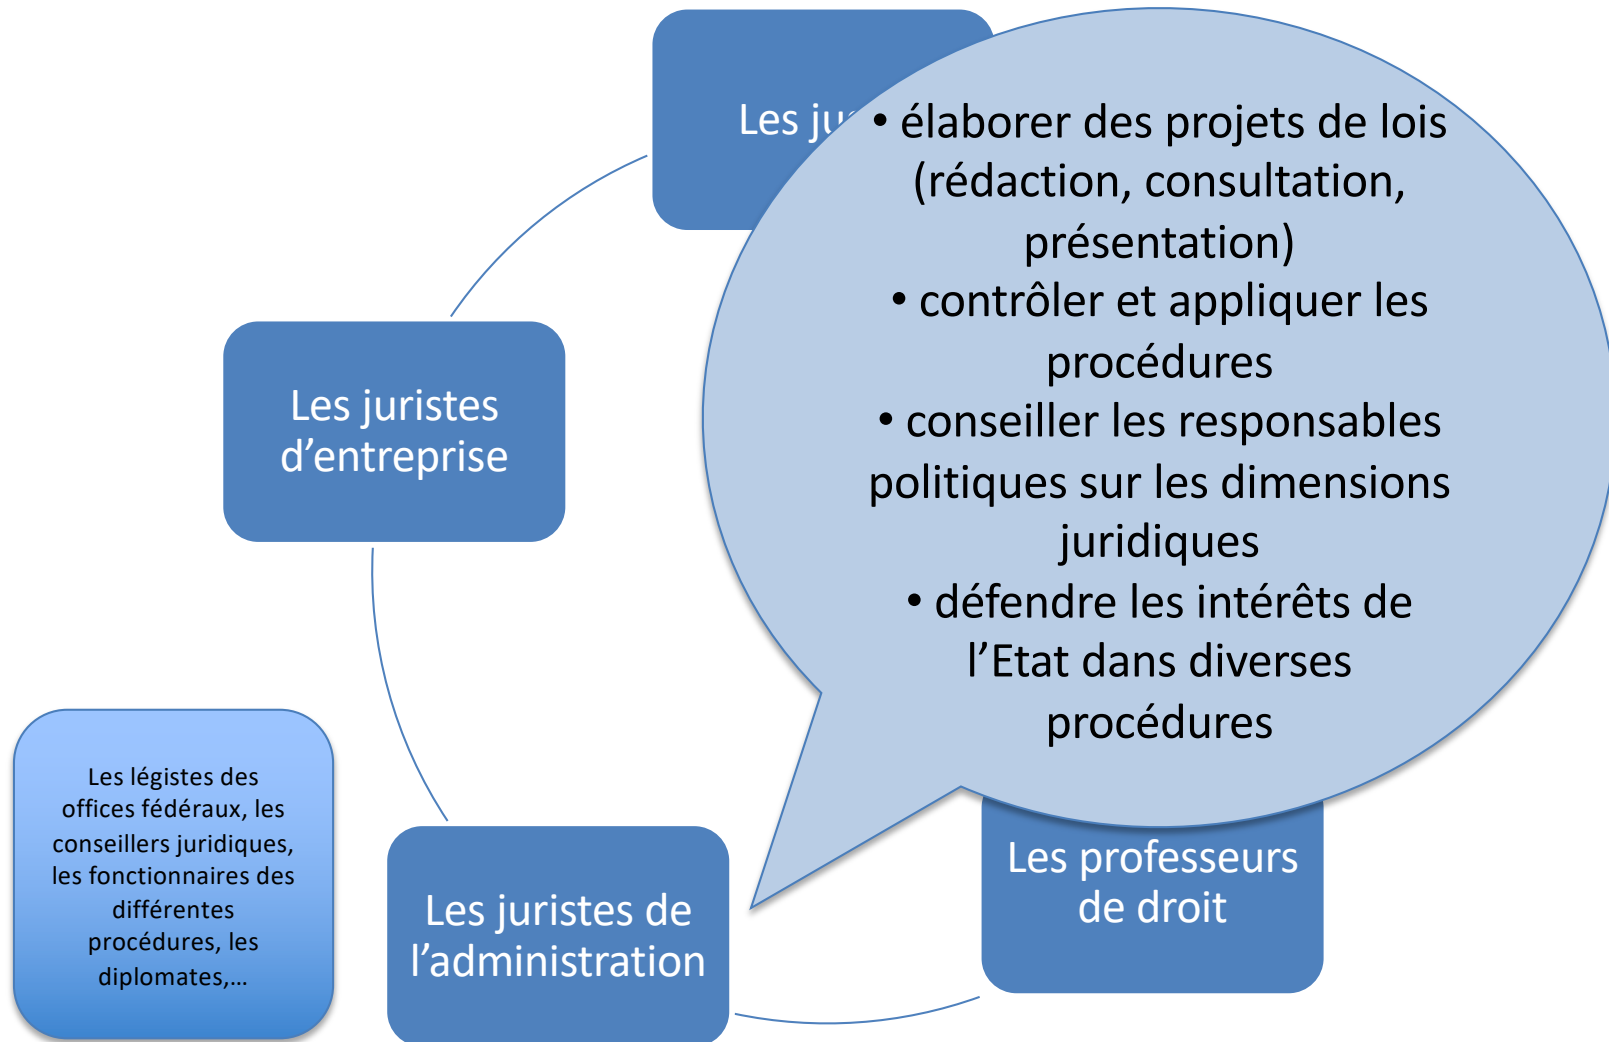 Les
• élaborer des projets de lois
(rédaction, consultation,
présentation)
• contrôler et appliquer les
procédures
• conseiller les responsables
politiques sur les dimensions
juridiques
• défendre les intérêts de
l’Etat dans diverses
procédures
Les juristes
d’entreprise
Les légistes des
offices fédéraux, les
conseillers juridiques,
les fonctionnaires des
différentes
procédures, les
diplomates,...
Les juristes de
l’administration
Les professeurs
de droit